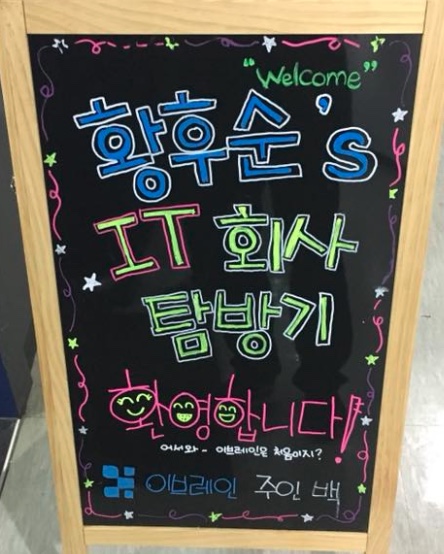 "Welcome"
황후순's
IT 회사
탐방기
환영합니다!
어서와 - 이브레인은 처음이지?
이브레인 주인 백